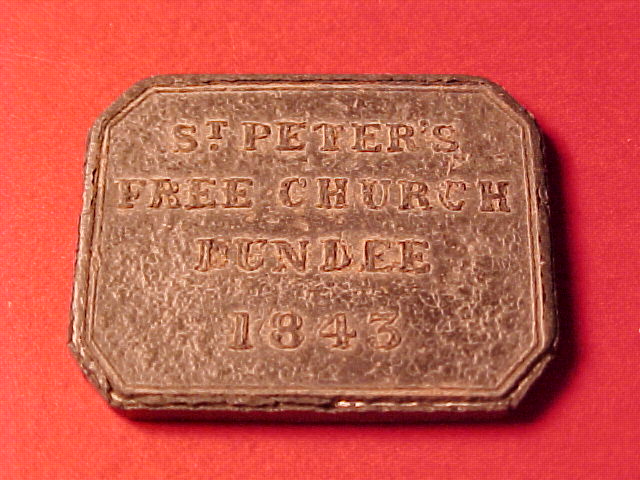 ST PETER'S
FREE CHURCH
DUNDEE
1843